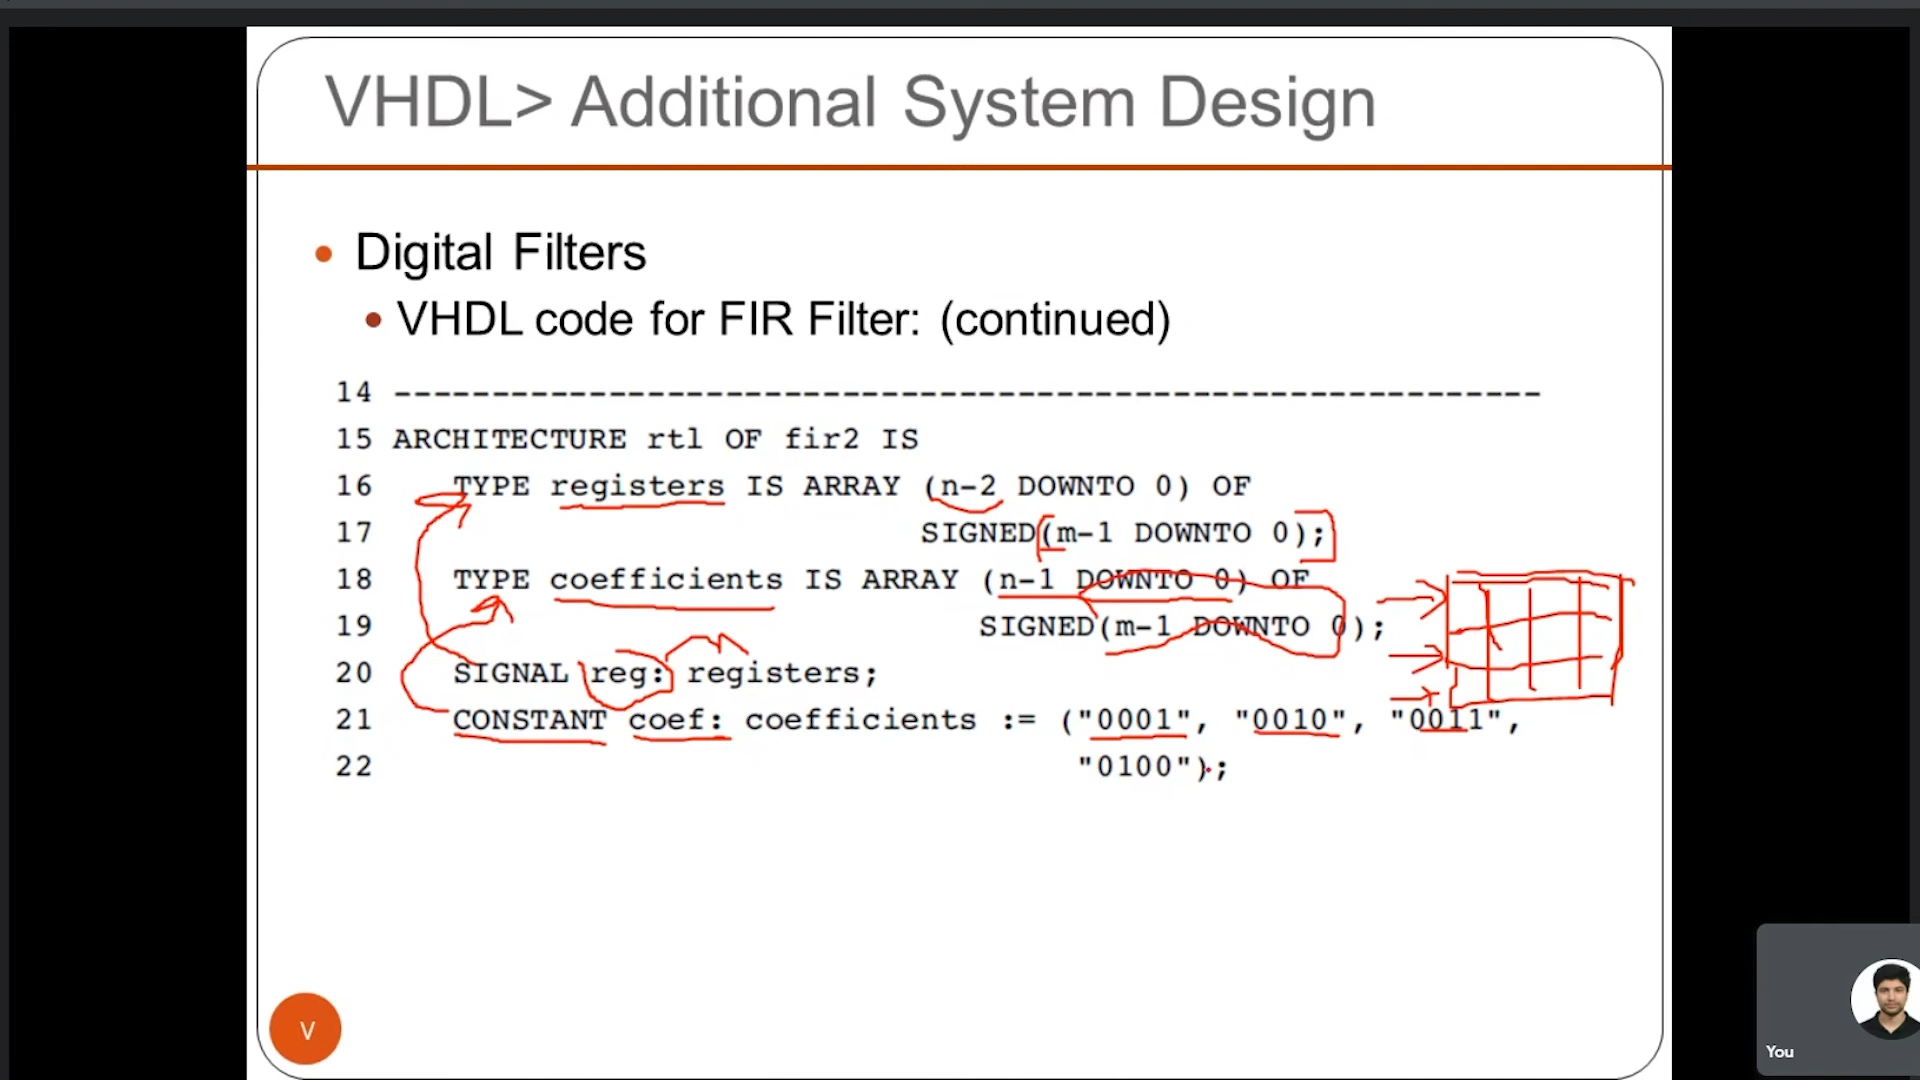 VHDL> Additional System Design
• Digital Filters
• VHDL code for FIR Filter: (continued)
14 -----------------------------------------------------------
15 ARCHITECTURE rtl OF fir2 IS
16 TYPE registers IS ARRAY (n-2 DOWNTO 0) OF
17 SIGNED(m-1 DOWNTO 0);
18 TYPE coefficients IS ARRAY (n-1 DOWNTO 0) OF
19 SIGNED(m-1 DOWNTO 0);
20 SIGNAL reg: registers;
21 CONSTANT coef: coefficients := ("0001", "0010", "0011",
22 "0100");
V
You